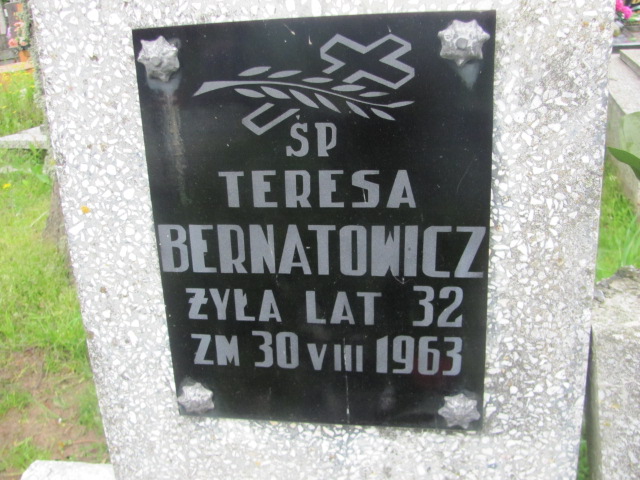 ŚP
TERESA
BERNATOWICZ
ŻYŁA LAT 32
ZM 30 VIII 1963